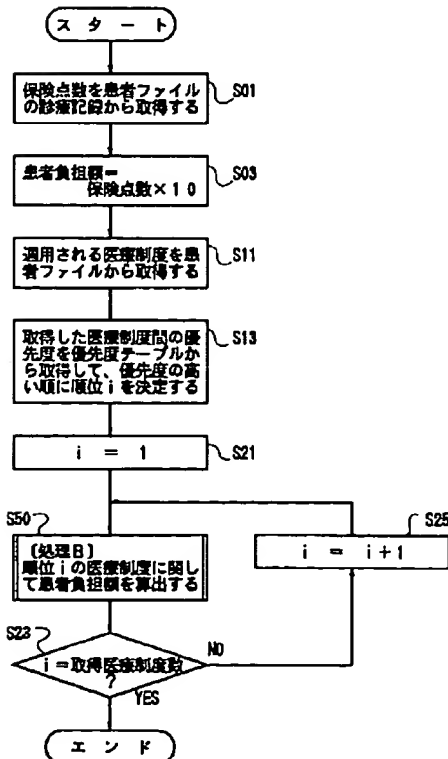 スタート
保険点数を患者ファイル
の診療記録から取得する
S01
患者負担額=
保険点数×10
S03
適用される医療制度を患
者ファイルから取得する
S11
取得した医療制度間の優
先度を優先度テーブルか
ら取得して、優先度の高
い順に順位iを決定する
S13
i = 1
S21
S50
[処理B]
順位iの医療制度に関し
て患者負担額を算出する
S25
i = i+1
S23
i=取得医療制度数
?
NO
YES
エンド